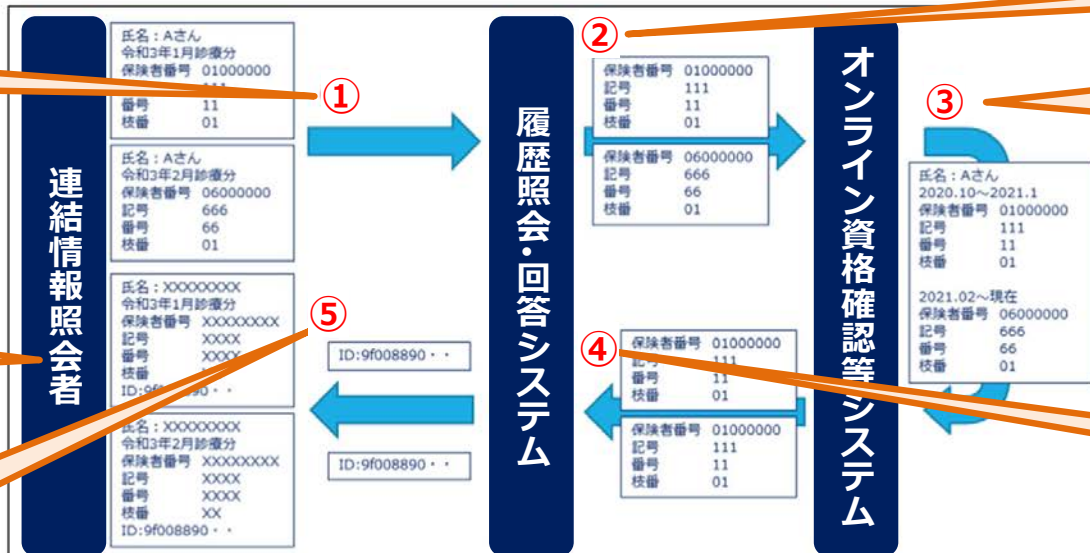 連結情報照会者
氏名：Aさん
令和3年1月診療分
保険者番号 01000000
111
番号 11
枝番 01
氏名：Aさん
令和3年2月診療分
保険者番号 06000000
記号 666
番号 66
枝番 01
①
履歴照会・回答システム
②
保険者番号 01000000
記号 111
番号 11
枝番 01
保険者番号 06000000
記号 666
番号 66
枝番 01
オンライン資格確認等システム
③
氏名：Aさん
2020.10～2021.1
保険者番号 01000000
記号 111
番号 11
枝番 01
2021.02～現在
保険者番号 06000000
記号 666
番号 66
枝番 01
④
保険者番号 01000000
記号 111
番号 11
枝番 01
保険者番号 01000000
記号 111
番号 11
枝番 01
⑤
ID:9f008890・・
ID:9f008890・・
氏名：XXXXXXXXX
令和3年1月診療分
保険者番号 XXXXXXXX
記号 XXXX
番号 XXXX
枝番
氏名：XXXXXXXXX
令和3年2月診療分
保険者番号 XXXXXXXX
記号 XXXX
番号 XXXX
枝番 XX
ID:9f008890・・